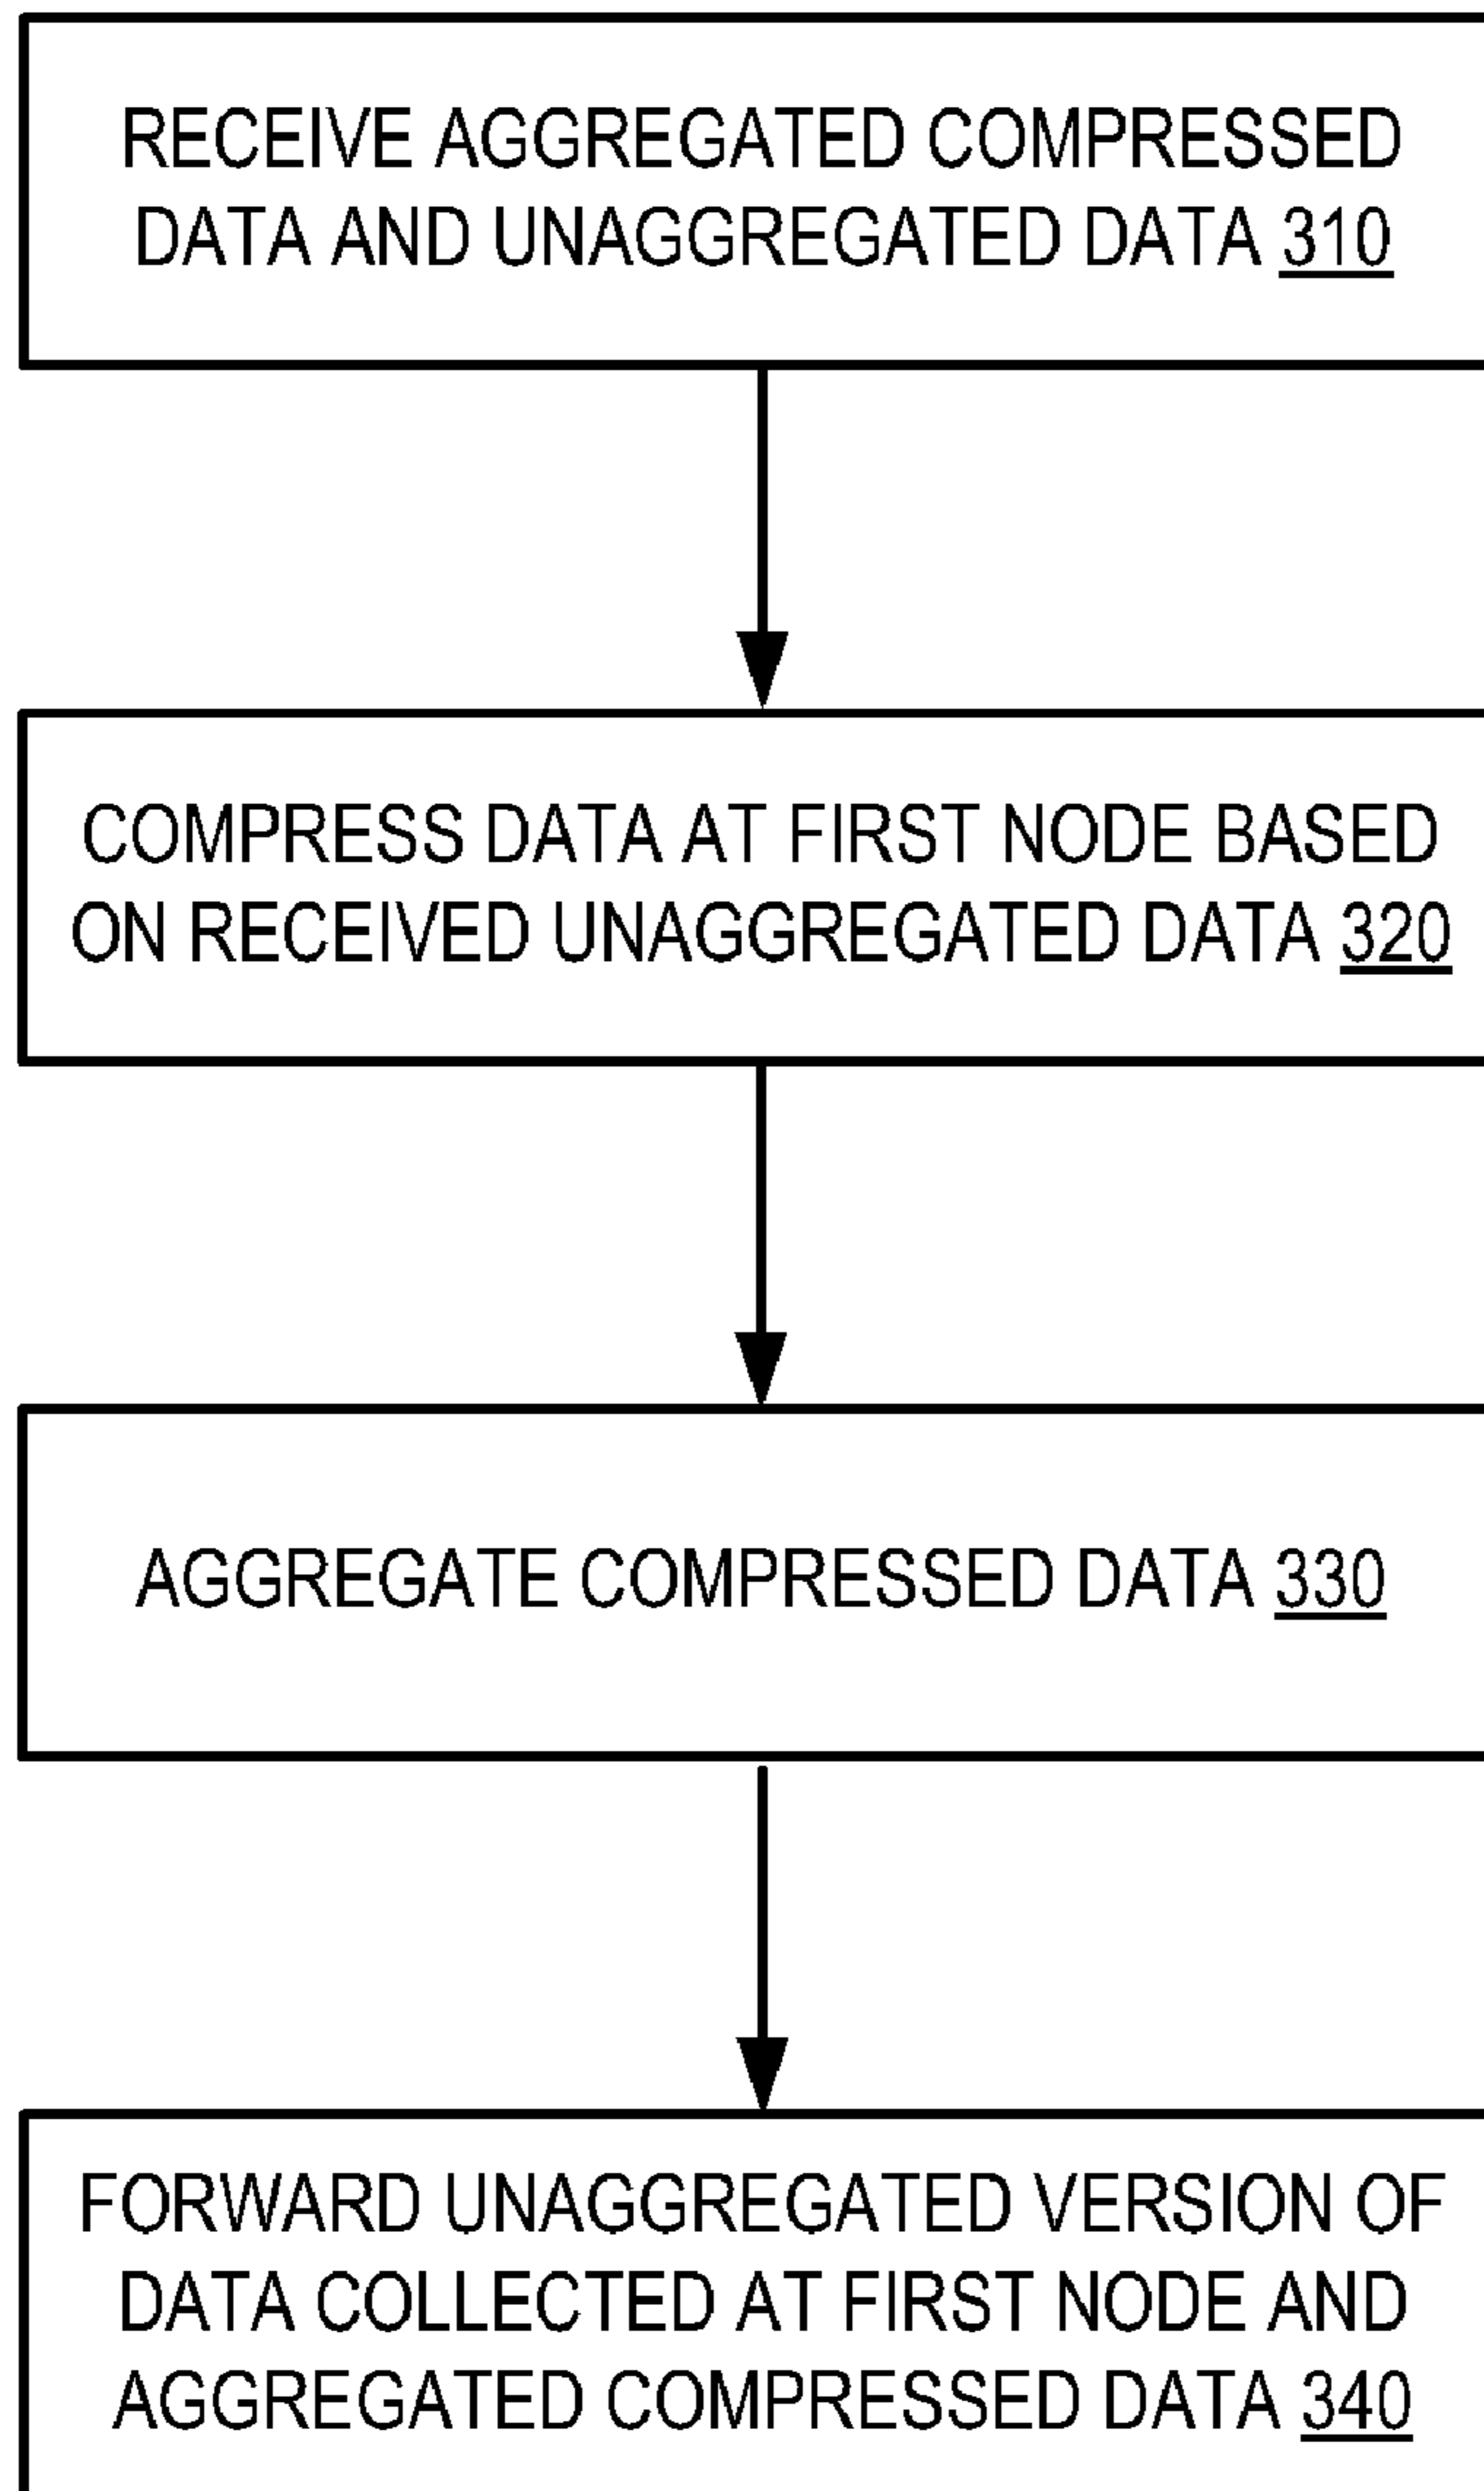 RECEIVE AGGREGATED COMPRESSED
DATA AND UNAGGREGATED DATA 310
COMPRESS DATA AT FIRST NODE BASED
ON RECEIVED UNAGGREGATED DATA 320
AGGREGATE COMPRESSED DATA 330
FORWARD UNAGGREGATED VERSION OF
DATA COLLECTED AT FIRST NODE AND
AGGREGATED COMPRESSED DATA 340